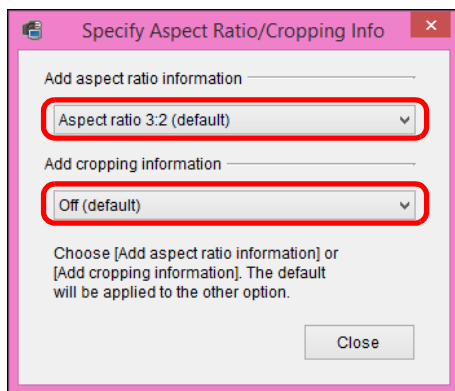 Specify Aspect Ratio/Cropping Info
Add aspect ratio information
Aspect ratio 3:2 (default)
Add cropping information
Off (default)
Choose [Add aspect ratio information] or
[Add cropping information]. The default
will be applied to the other option.
Close